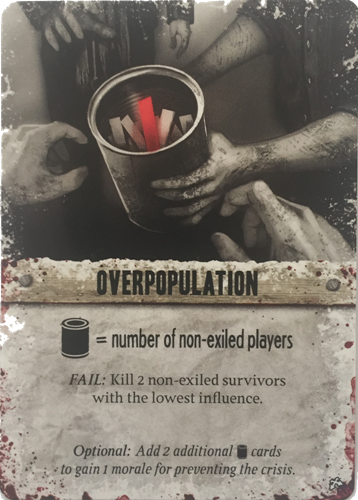 OVERPOPULATION
= number of non-exiled players
FAIL: Kill 2 non-exiled survivors
with the lowest influence.
Optional: Add 2 additional cards
to gain 1 morale for preventing the crisis.